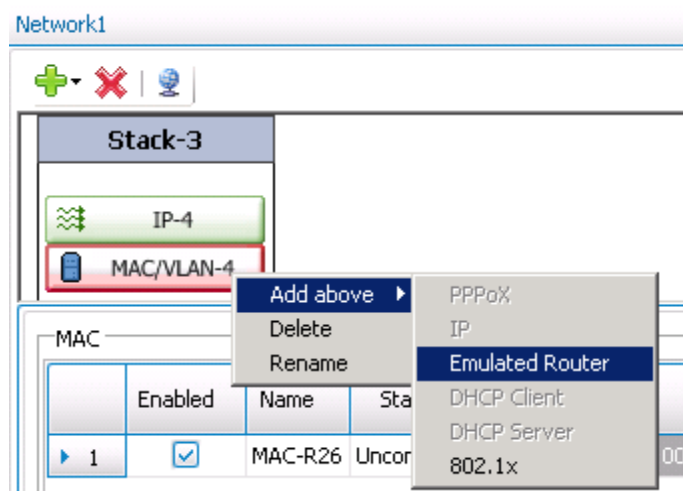 Network1
Stack-3
IP-4
MAC/VLAN-4
Add above
Delete
Rename
PPPoX
IP
Emulated Router
DHCP Client
DHCP Server
802.1x
MAC
Enabled Name
1 MAC-R26